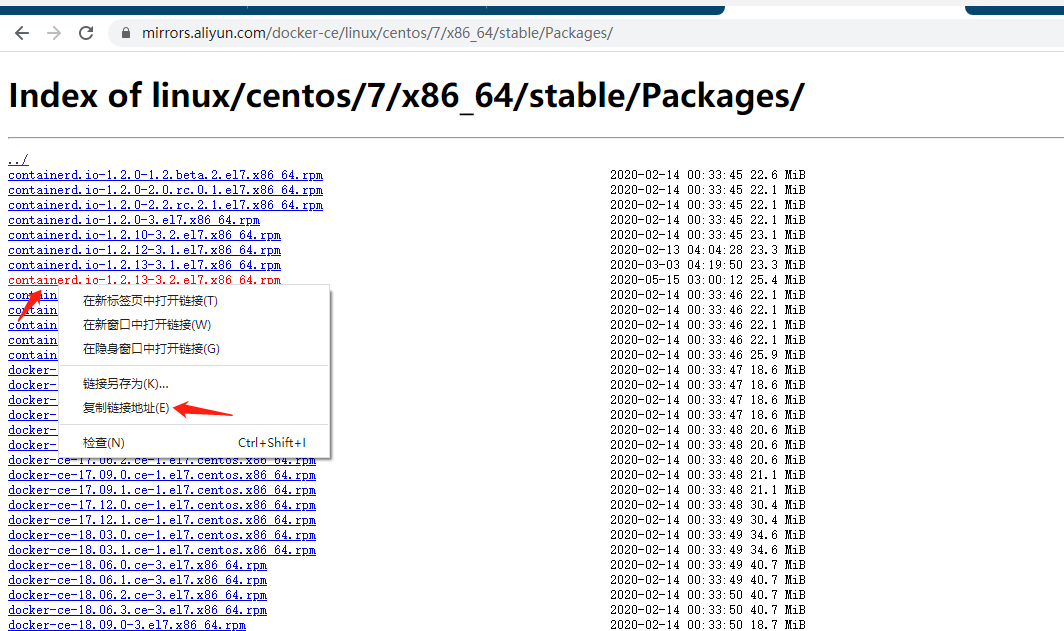 mirrors.aliyun.com/docker-ce/linux/centos/7/x86_64/stable/Packages/
Index of linux/centos/7/x86_64/stable/Packages/
../
containerd.io-1.2.0-1.2.beta.2.el7.x86_64.rpm 2020-02-14 00:33:45 22.6 MiB
containerd.io-1.2.0-2.0.rc.0.1.el7.x86_64.rpm 2020-02-14 00:33:45 22.1 MiB
containerd.io-1.2.0-2.2.rc.2.1.el7.x86_64.rpm 2020-02-14 00:33:45 22.1 MiB
containerd.io-1.2.0-3.el7.x86_64.rpm 2020-02-14 00:33:45 22.1 MiB
containerd.io-1.2.10-3.2.el7.x86_64.rpm 2020-02-14 00:33:45 23.1 MiB
containerd.io-1.2.12-3.1.el7.x86_64.rpm 2020-02-13 04:04:28 23.3 MiB
containerd.io-1.2.13-3.1.el7.x86_64.rpm 2020-03-03 04:19:50 23.3 MiB
containerd.io-1.2.13-3.2.el7.x86_64.rpm 2020-05-15 03:00:12 25.4 MiB
contain 2020-02-14 00:33:46 22.1 MiB
在新标签页中打开链接(T)
contain 2020-02-14 00:33:46 22.1 MiB
contain 2020-02-14 00:33:46 22.1 MiB
在新窗口中打开链接(W)
contain 2020-02-14 00:33:46 22.1 MiB
在隐身窗口中打开链接(G)
contain 2020-02-14 00:33:46 25.9 MiB
docker- 2020-02-14 00:33:47 18.6 MiB
链接另存为(K)...
docker- 2020-02-14 00:33:47 18.6 MiB
docker- 2020-02-14 00:33:47 18.6 MiB
复制链接地址(E)
docker- 2020-02-14 00:33:47 18.6 MiB
docker- 2020-02-14 00:33:48 20.6 MiB
检查(N) Ctrl+Shift+I
docker- 2020-02-14 00:33:48 20.6 MiB
docker-ce-17.06.2.ce-1.el7.centos.x86_64.rpm 2020-02-14 00:33:48 20.6 MiB
docker-ce-17.09.0.ce-1.el7.centos.x86_64.rpm 2020-02-14 00:33:48 21.1 MiB
docker-ce-17.09.1.ce-1.el7.centos.x86_64.rpm 2020-02-14 00:33:48 21.1 MiB
docker-ce-17.12.0.ce-1.el7.centos.x86_64.rpm 2020-02-14 00:33:48 30.4 MiB
docker-ce-17.12.1.ce-1.el7.centos.x86_64.rpm 2020-02-14 00:33:49 30.4 MiB
docker-ce-18.03.0.ce-1.el7.centos.x86_64.rpm 2020-02-14 00:33:49 34.6 MiB
docker-ce-18.03.1.ce-1.el7.centos.x86_64.rpm 2020-02-14 00:33:49 34.6 MiB
docker-ce-18.06.0.ce-3.el7.x86_64.rpm 2020-02-14 00:33:49 40.7 MiB
docker-ce-18.06.1.ce-3.el7.x86_64.rpm 2020-02-14 00:33:49 40.7 MiB
docker-ce-18.06.2.ce-3.el7.x86_64.rpm 2020-02-14 00:33:50 40.7 MiB
docker-ce-18.06.3.ce-3.el7.x86_64.rpm 2020-02-14 00:33:50 40.7 MiB
docker-ce-18.09.0-3.el7.x86_64.rpm 2020-02-14 00:33:50 18.7 MiB